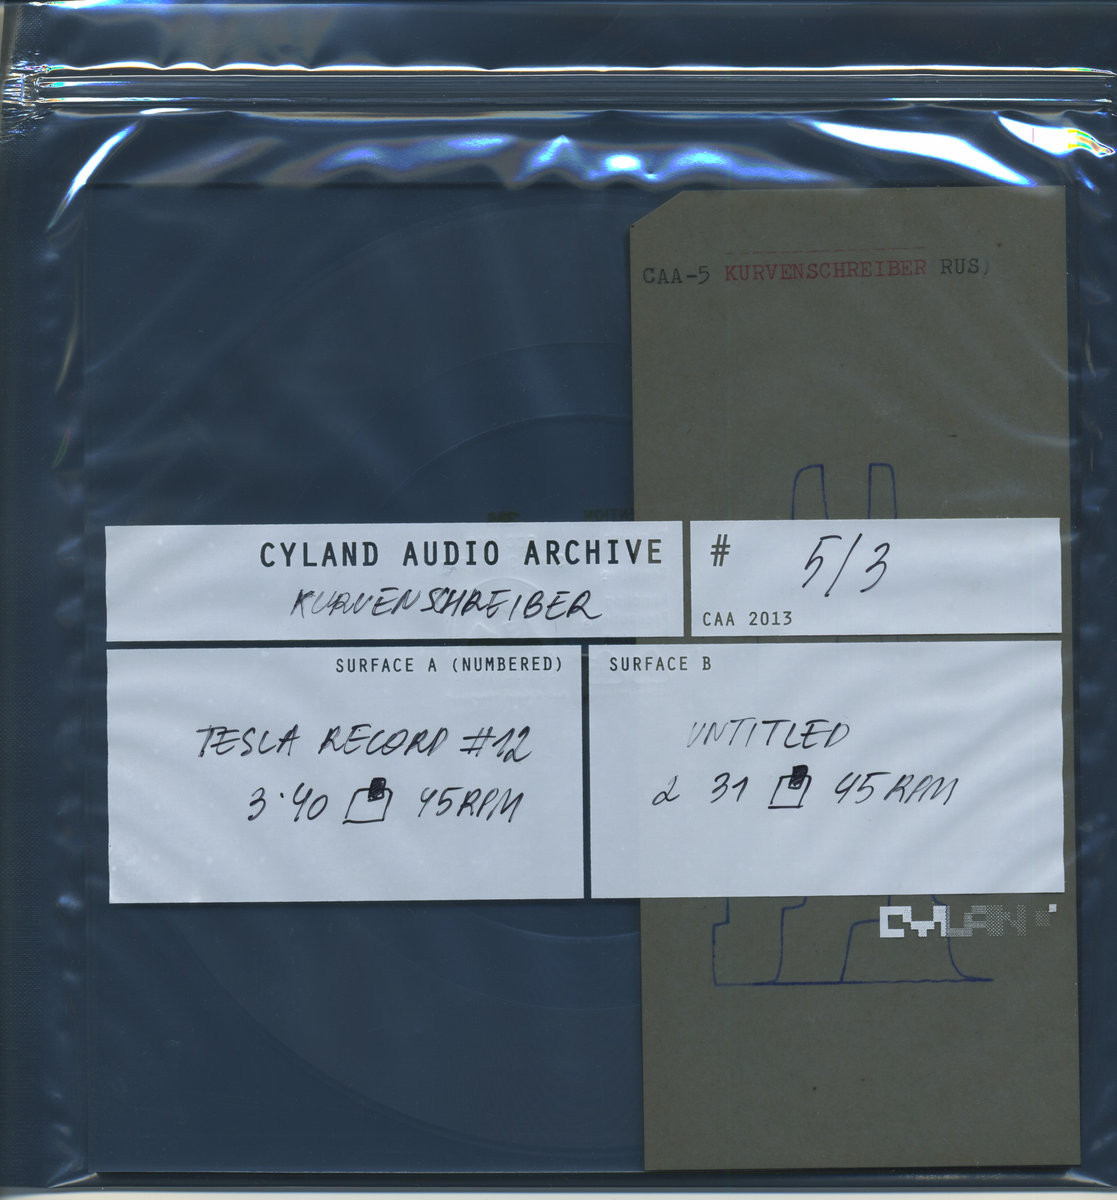 CAA-5 KURVENSCHREIBER RUS)
CYLAND AUDIO ARCHIVE
KURVENSCHREIBER
# 5/3
CAA 2013
SURFACE A (NUMBERED)
TESLA RECORD #12
3'40 45RPM
SURFACE B
UNTITLED
2 31 45RPM
CYLAN